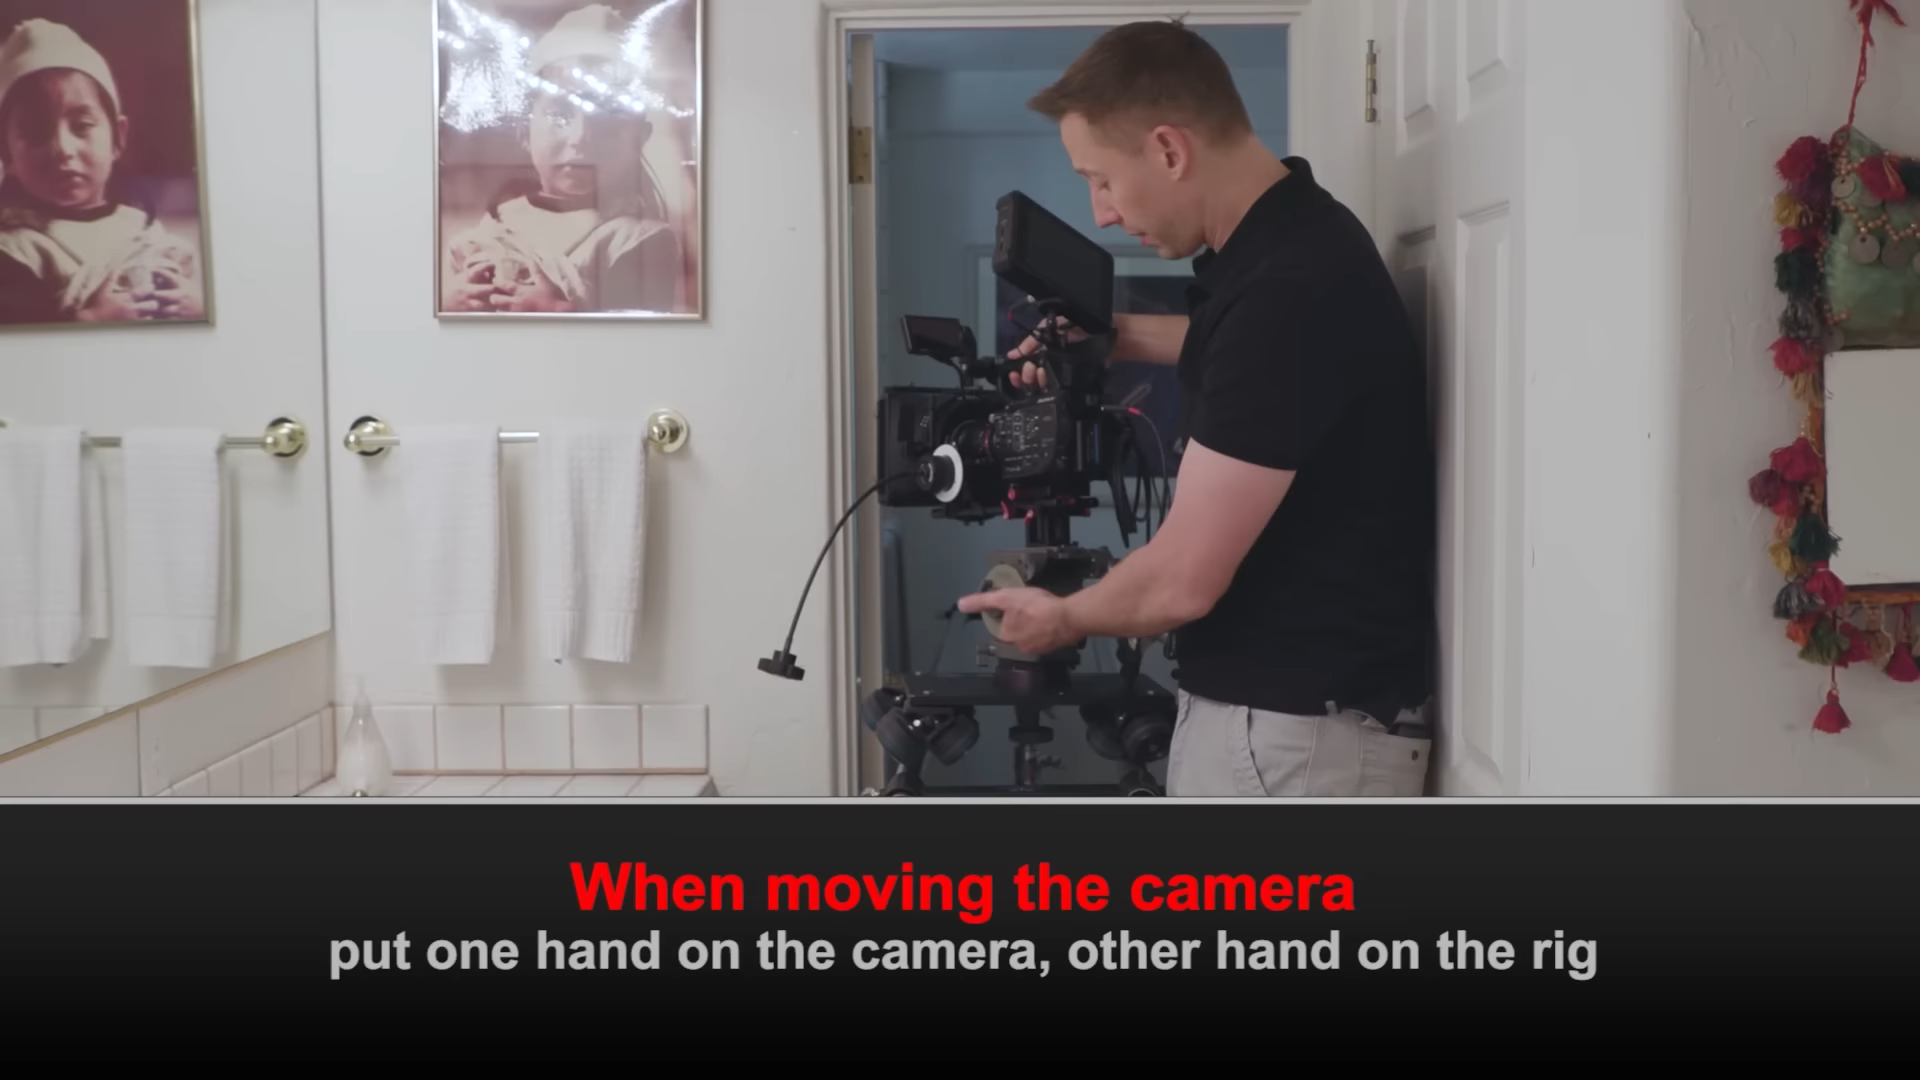 When moving the camera
put one hand on the camera, other hand on the rig